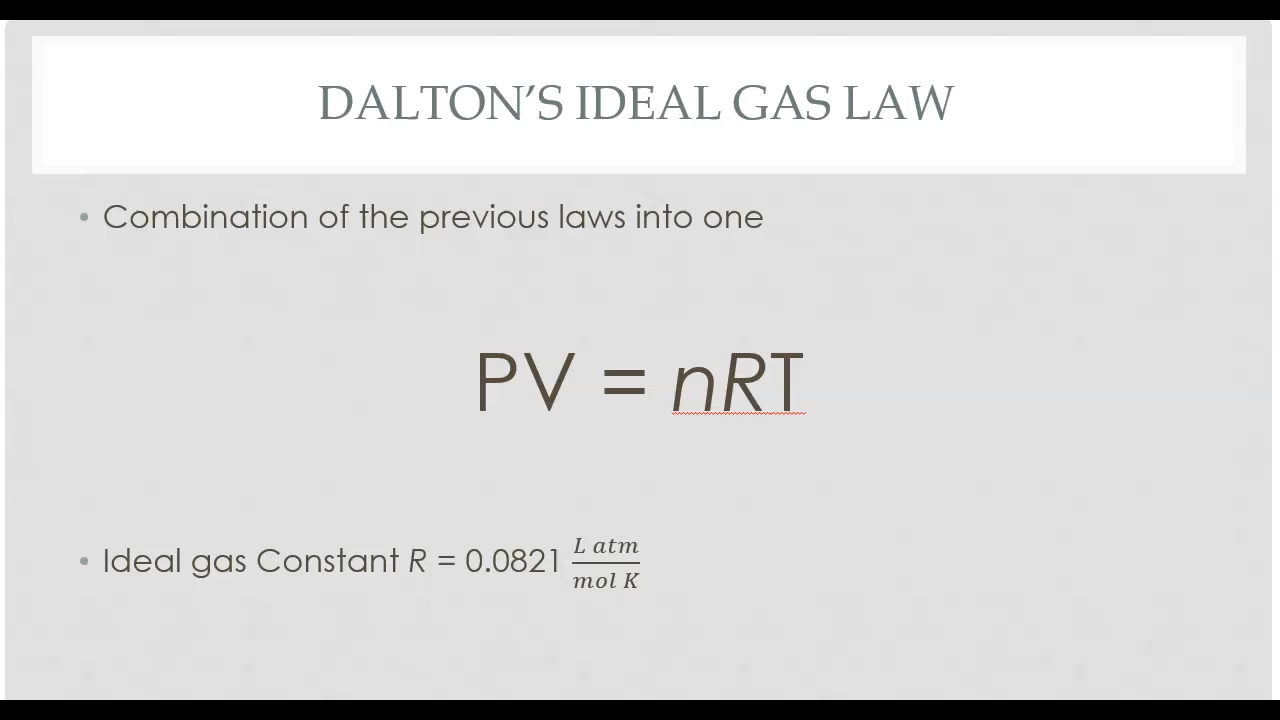 DALTON'S IDEAL GAS LAW
• Combination of the previous laws into one
PV = nRT
• Ideal gas Constant R = 0.0821 L atm / mol K